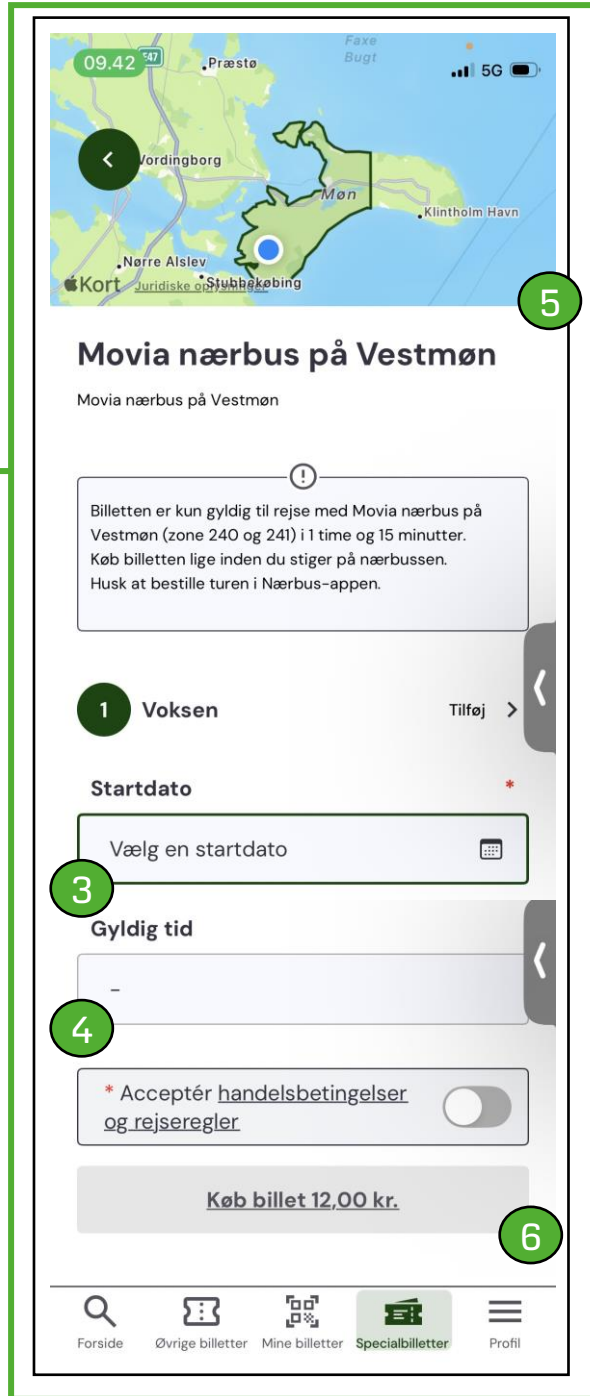 Faxe
Bugt
09.42
E47
Præstø
5G
Vordingborg
Møn
Klintholm Havn
Nørre Alslev
Stubbekøbing
Kort
Juridiske oplysninger
5
Movia nærbus på Vestmøn
Movia nærbus på Vestmøn
Billetten er kun gyldig til rejse med Movia nærbus på
Vestmøn (zone 240 og 241) i 1 time og 15 minutter.
Køb billetten lige inden du stiger på nærbussen.
Husk at bestille turen i Nærbus-appen.
1 Voksen Tilføj
Startdato *
Vælg en startdato
3
Gyldig tid
–
4
* Acceptér handelsbetingelser
og rejseregler
Køb billet 12,00 kr.
6
Forside Øvrige billetter Mine billetter Specialbilletter Profil